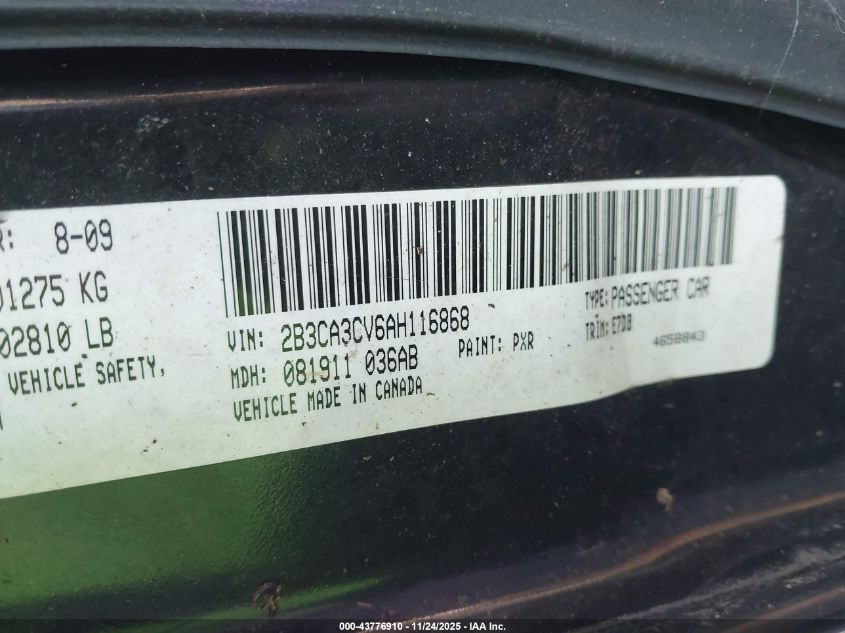 R: 8-09
01275 KG
02810 LB
VEHICLE SAFETY,
VIN: 2B3CA3CV6AH116868
TYPE: PASSENGER CAR
MDH: 081911 036AB
PAINT: PXR
TRIM: E7D8
VEHICLE MADE IN CANADA
4658843
000-43776910 - 11/24/2025 - IAA Inc.